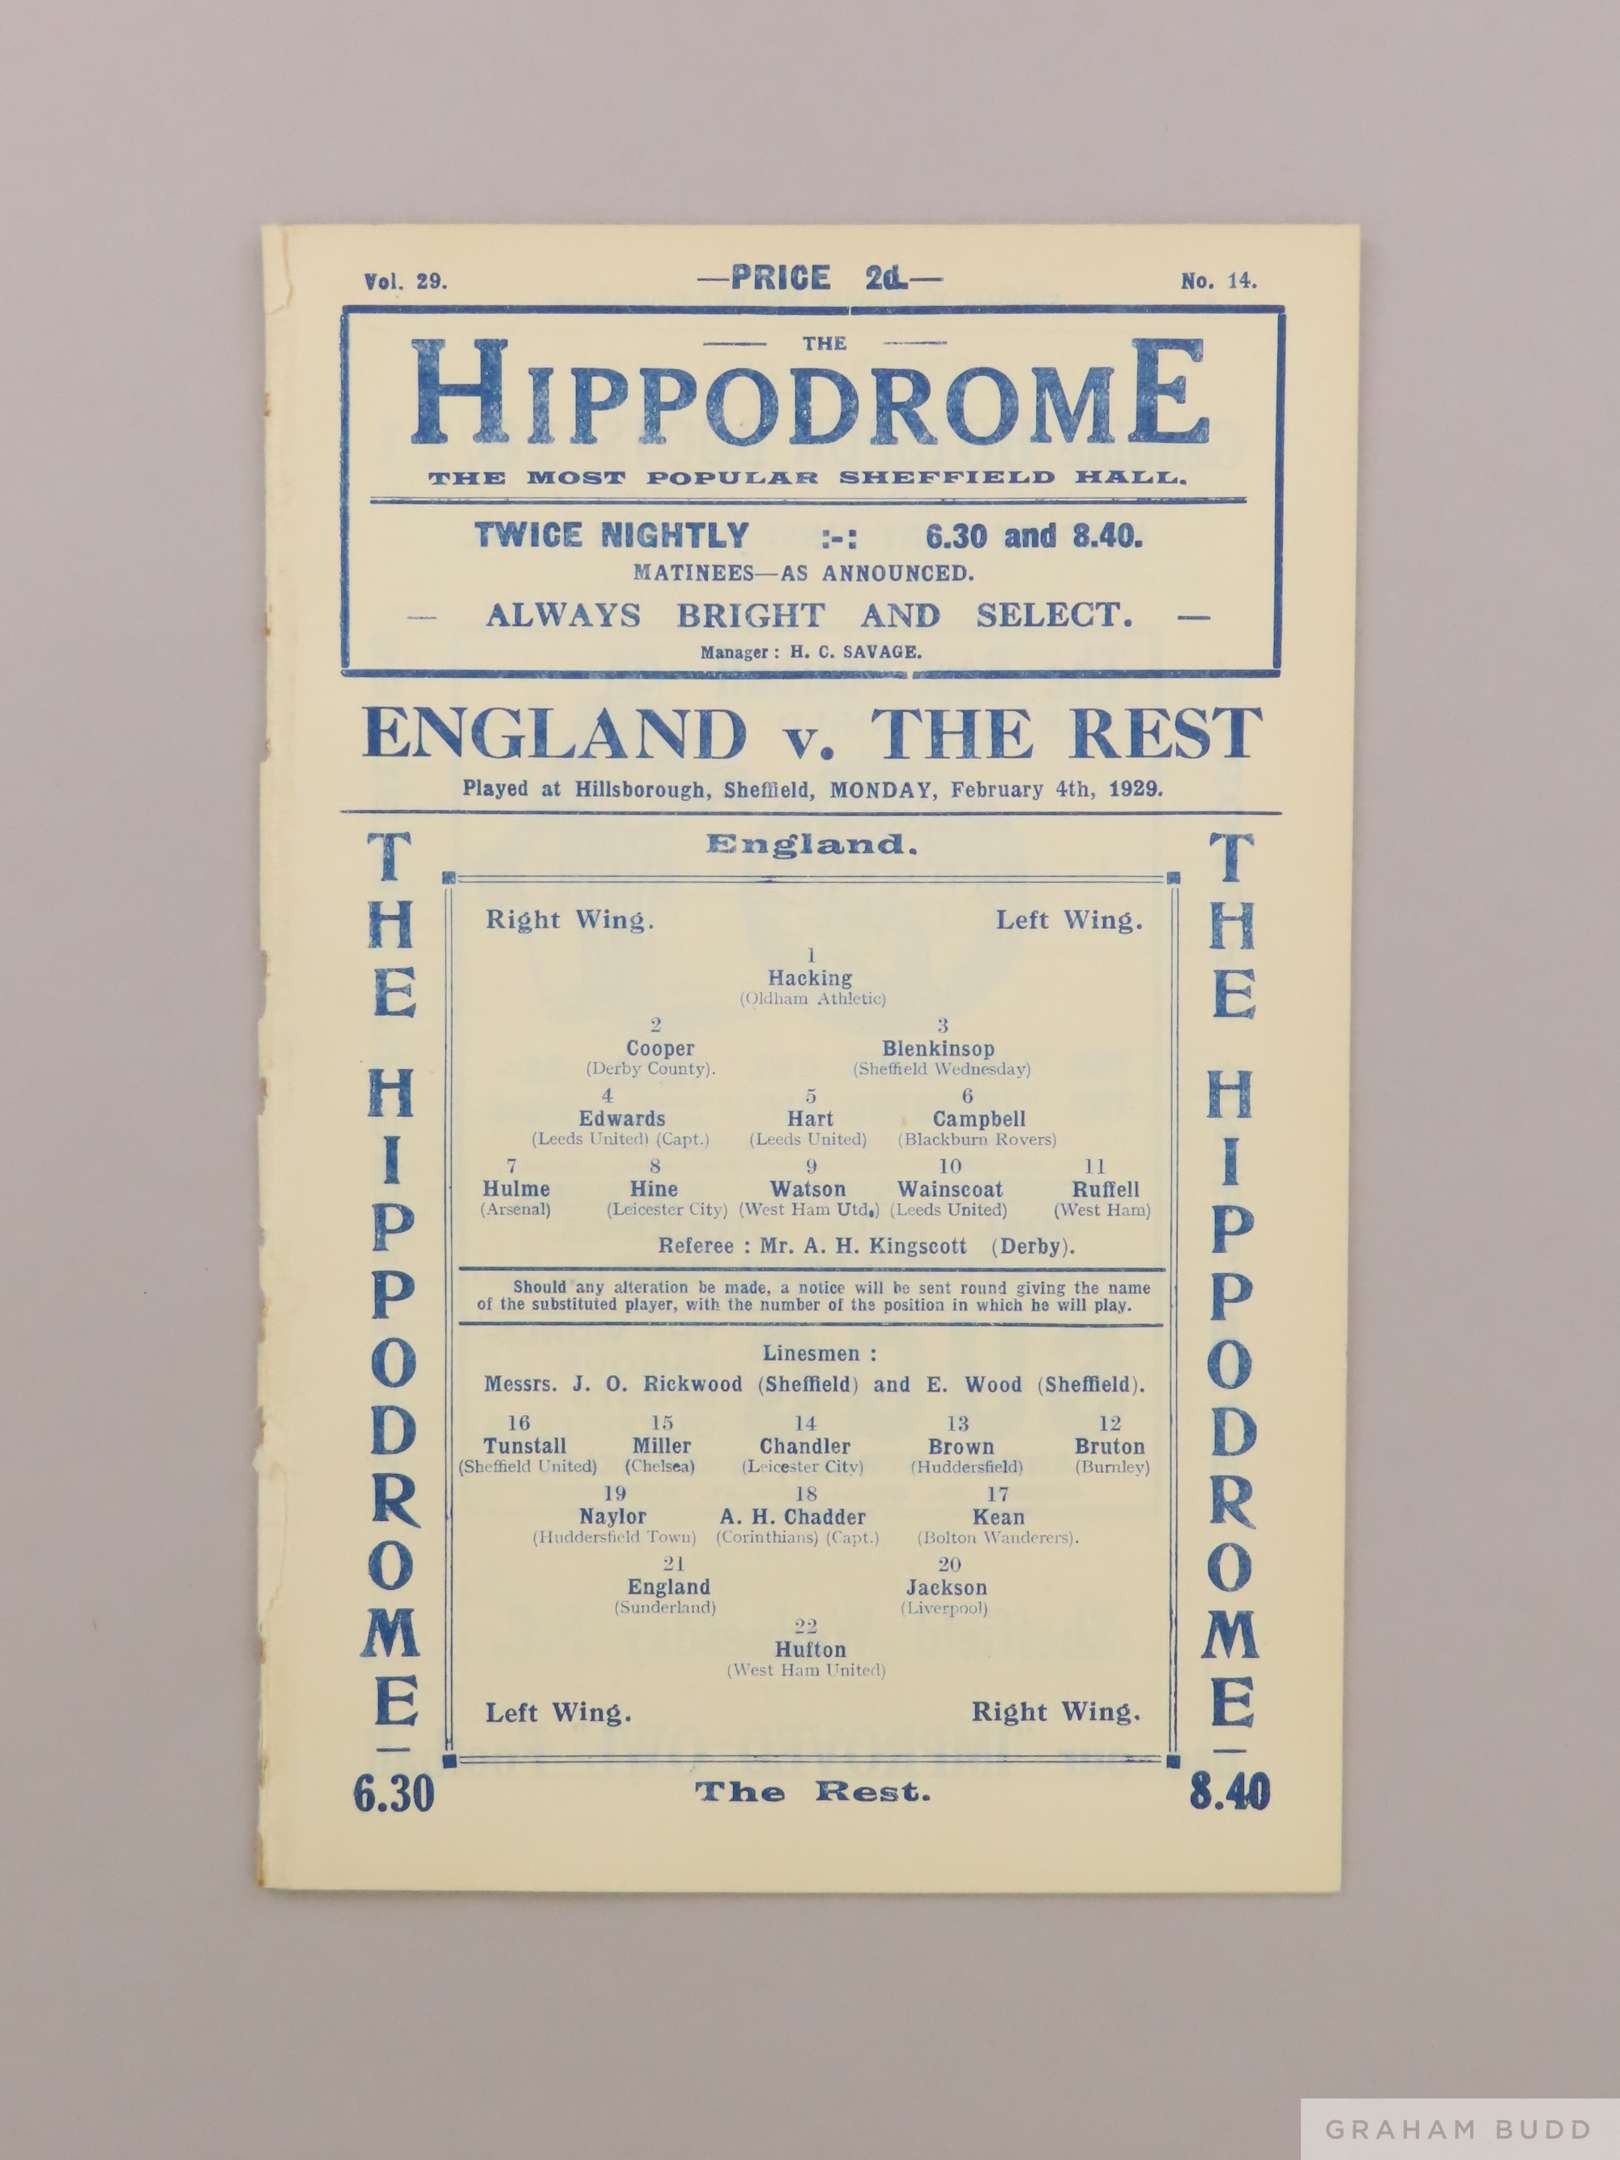 Vol. 29. —PRICE 2d.— No. 14.
— THE —
HIPPODROME
THE MOST POPULAR SHEFFIELD HALL.
TWICE NIGHTLY :-: 6.30 and 8.40.
MATINEES—AS ANNOUNCED.
— ALWAYS BRIGHT AND SELECT. —
Manager : H. C. SAVAGE.
ENGLAND v. THE REST
Played at Hillsborough, Sheffield, MONDAY, February 4th, 1929.
THE HIPPODROME—
6.30
England.
Right Wing. Left Wing.
1
Hacking
(Oldham Athletic)
2 3
Cooper Blenkinsop
(Derby County). (Sheffield Wednesday)
4 5 6
Edwards Hart Campbell
(Leeds United) (Capt.) (Leeds United) (Blackburn Rovers)
7 8 9 10 11
Hulme Hine Watson Wainscoat Ruffell
(Arsenal) (Leicester City) (West Ham Utd.) (Leeds United) (West Ham)
Referee : Mr. A. H. Kingscott (Derby).
Should any alteration be made, a notice will be sent round giving the name
of the substituted player, with the number of the position in which he will play.
Linesmen :
Messrs. J. O. Rickwood (Sheffield) and E. Wood (Sheffield).
16 15 14 13 12
Tunstall Miller Chandler Brown Bruton
(Sheffield United) (Chelsea) (Leicester City) (Huddersfield) (Burnley)
19 18 17
Naylor A. H. Chadder Kean
(Huddersfield Town) (Corinthians) (Capt.) (Bolton Wanderers).
21 20
England Jackson
(Sunderland) (Liverpool)
22
Hufton
(West Ham United)
Left Wing. Right Wing.
The Rest.
THE HIPPODROME—
8.40
GRAHAM BUDD